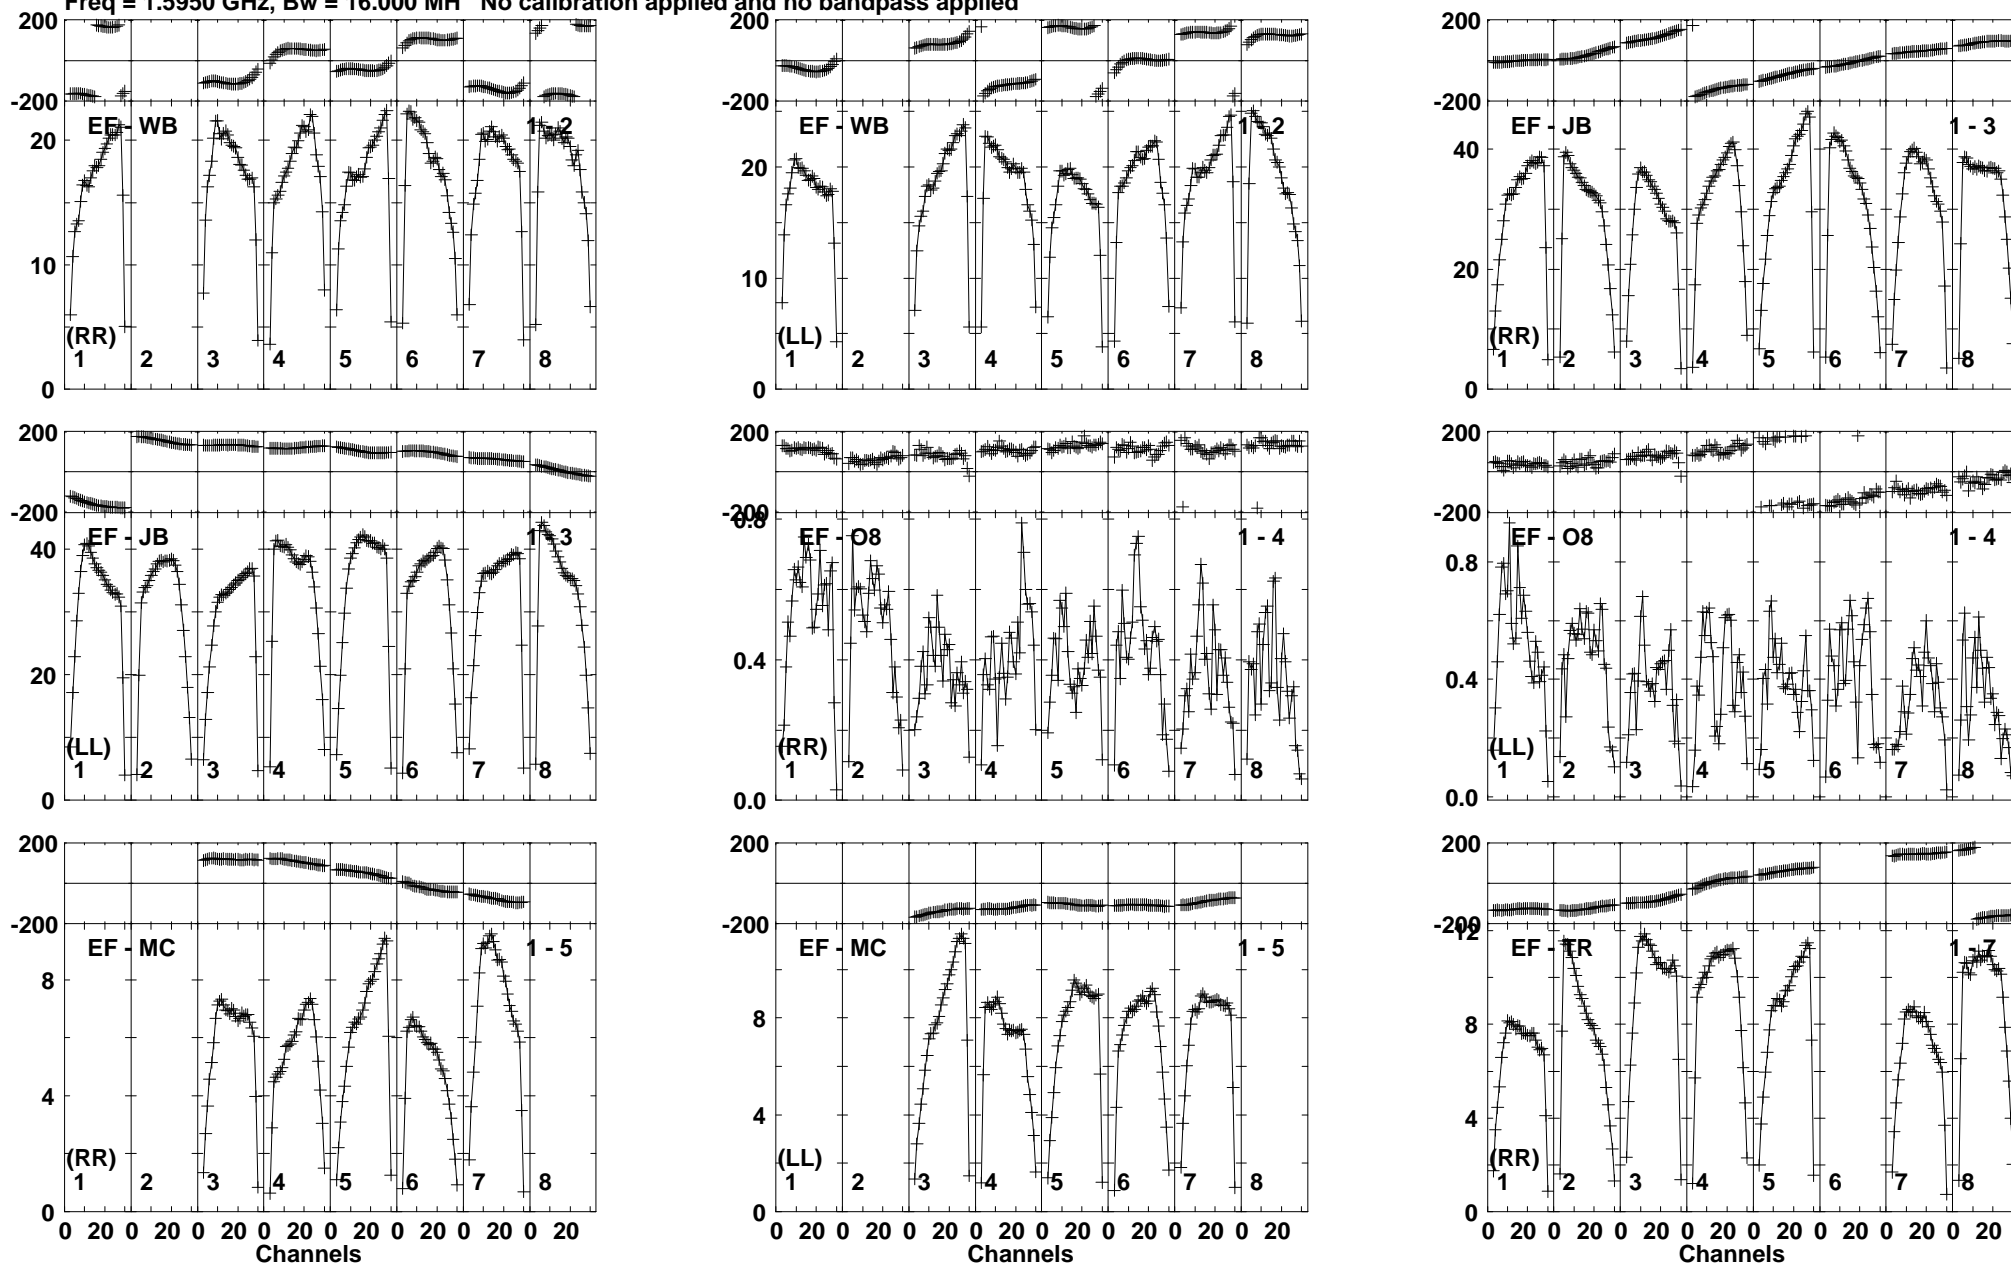 Freq = 1.5950 GHz, Bw = 16.000 MH   No calibration applied and no bandpass applied
200 200 200
-200 -200 -200
EF - WB 1 - 2 EF - WB 1 - 2 EF - JB 1 - 3
20 20 40
10 10 20
(RR) (LL) (RR)
1 2 3 4 5 6 7 8 1 2 3 4 5 6 7 8 1 2 3 4 5 6 7 8
0 0 0
200 200 200
-200 -200 -200
0.8
EF - JB 1 - 3 EF - O8 1 - 4 EF - O8 1 - 4
40 0.8
20 0.4 0.4
(LL) (RR) (LL)
1 2 3 4 5 6 7 8 1 2 3 4 5 6 7 8 1 2 3 4 5 6 7 8
0 0.0 0.0
200 200 200
-200 -200 -200
12
EF - MC 1 - 5 EF - MC 1 - 5 EF - TR 1 - 7
8 8 8
4 4 4
(RR) (LL) (RR)
1 2 3 4 5 6 7 8 1 2 3 4 5 6 7 8 1 2 3 4 5 6 7 8
0 0 0
0 20 0 20 0 20 0 20 0 20 0 20 0 20 0 20 0 20 0 20 0 20 0 20 0 20 0 20 0 20 0 20 0 20 0 20 0 20 0 20 0 20 0 20 0 20 0 20
Channels Channels Channels